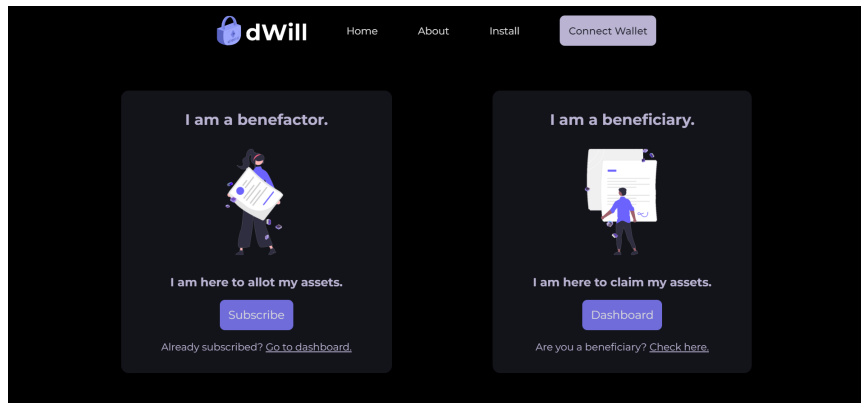 dWill
Home
About
Install
Connect Wallet
I am a benefactor.
I am here to allot my assets.
Subscribe
Already subscribed? Go to dashboard.
I am a beneficiary.
I am here to claim my assets.
Dashboard
Are you a beneficiary? Check here.